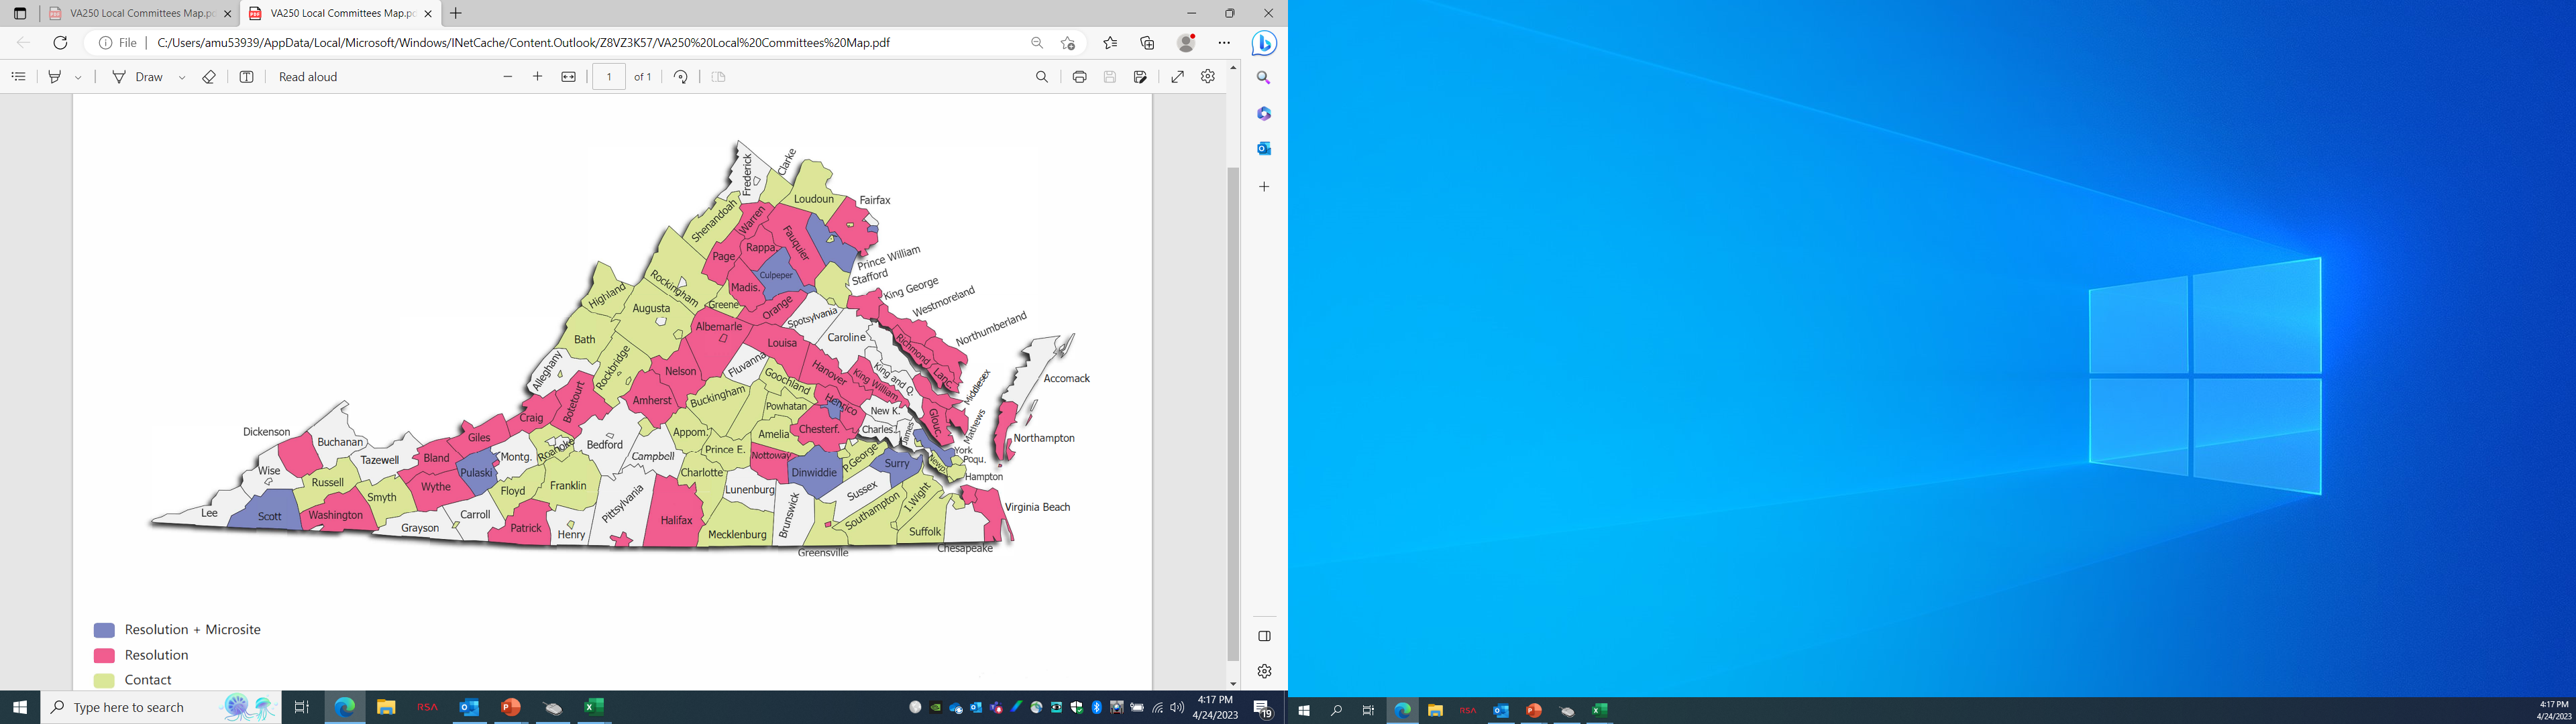 VA250 Local Committees Map.pd
VA250 Local Committees Map.pd
File
C:/Users/amu53939/AppData/Local/Microsoft/Windows/INetCache/Content.Outlook/Z8VZ3K57/VA250%20Local%20Committees%20Map.pdf
Draw
Read aloud
1
of 1
Frederick
Clarke
Loudoun
Fairfax
Shenandoah
Warren
Fauquier
Rappa.
Page
Prince William
Culpeper
Stafford
Rockingham
Madis.
King George
Highland
Greene
Orange
Westmoreland
Augusta
Spotsylvania
Northumberland
Albemarle
Caroline
Bath
Louisa
Richmond
Alleghany
Rockbridge
Nelson
Fluvanna
Hanover
King William
King and Q.
Lanc.
Accomack
Goochland
Middlesex
Botetourt
Amherst
Buckingham
Powhatan
Henrico
New K.
Craig
Glouc.
Mathews
Dickenson
Buchanan
Giles
Bedford
Appom.
Amelia
Chesterf.
Charles.
James
Northampton
Tazewell
Bland
Montg.
Roanoke
Campbell
Prince E.
Nottoway
P.George
York
Poqu.
Wise
Pulaski
Charlotte
Dinwiddie
Surry
Newp.
Hampton
Russell
Smyth
Wythe
Floyd
Franklin
Pittsylvania
Lunenburg
Brunswick
Sussex
Southampton
I.Wight
Virginia Beach
Lee
Scott
Washington
Grayson
Carroll
Patrick
Henry
Halifax
Mecklenburg
Greensville
Suffolk
Chesapeake
Resolution + Microsite
Resolution
Contact
Type here to search
RSA
4:17 PM
4/24/2023
19
RSA
4:17 PM
4/24/2023